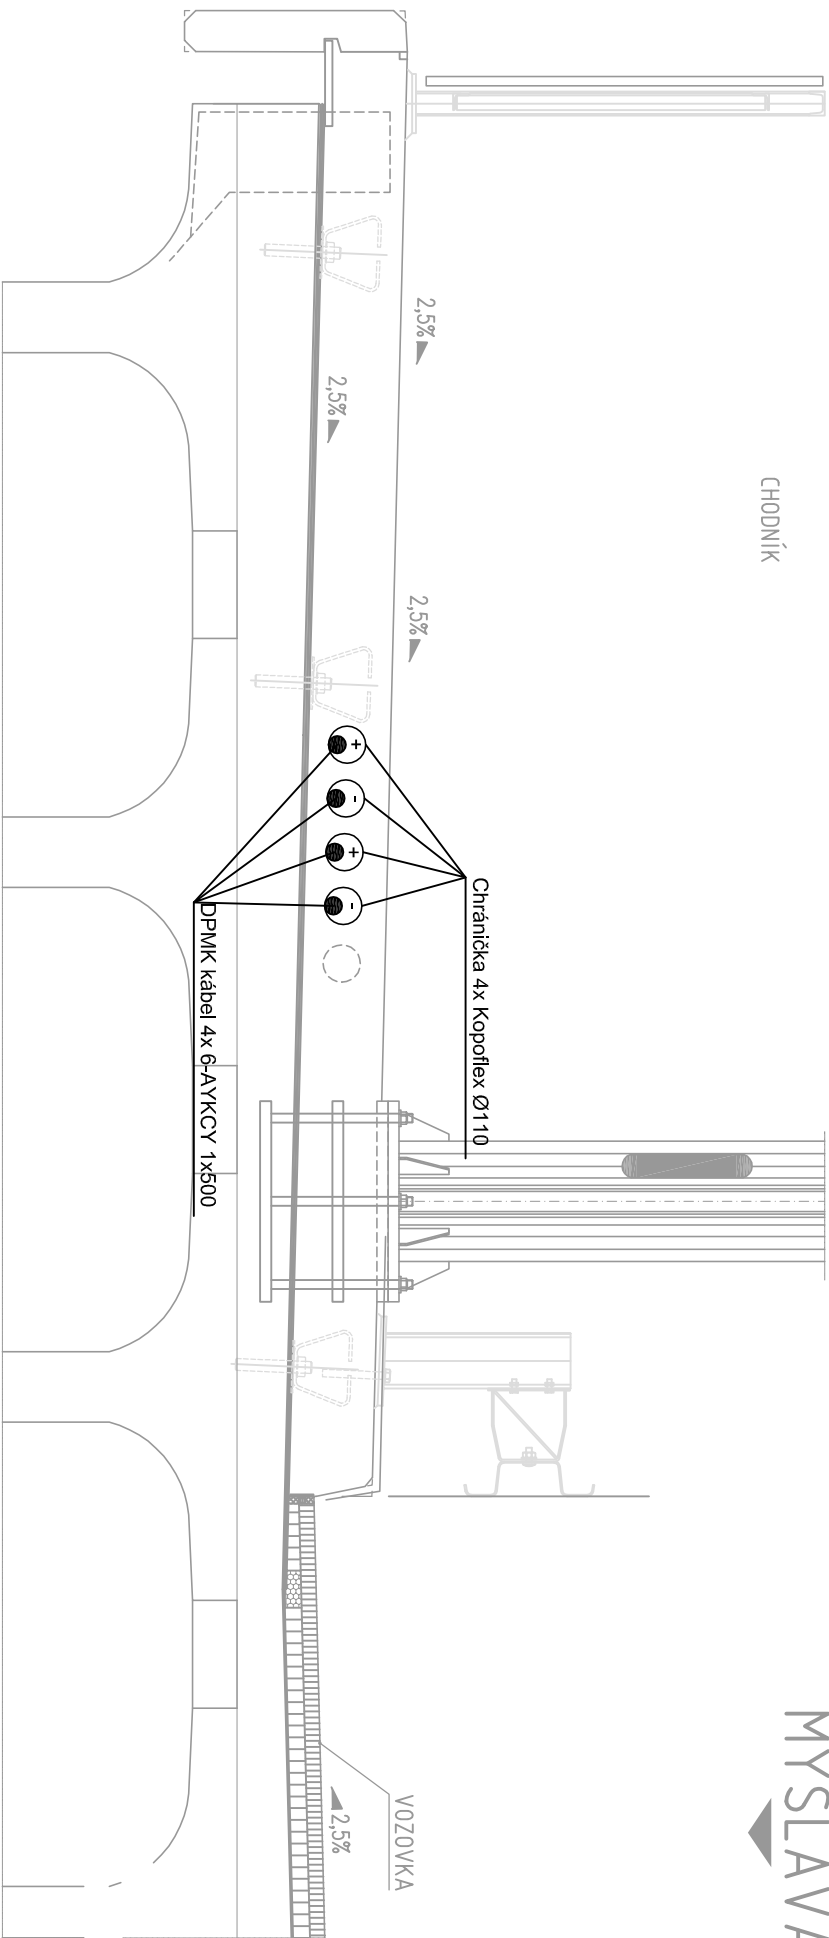 CHODNÍK
MYSLAVA
2,5%
2,5%
2,5%
+
-
+
-
Chránička 4x Kopoflex Ø110
DPMK kábel 4x 6-AYKCY 1x500
VOZOVKA
2,5%